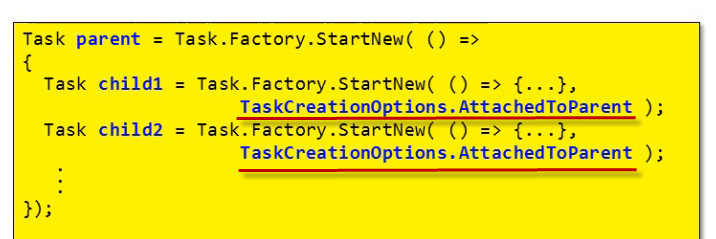 Task parent = Task.Factory.StartNew( () =>
{
Task child1 = Task.Factory.StartNew( () => {...},
TaskCreationOptions.AttachedToParent );
Task child2 = Task.Factory.StartNew( () => {...},
TaskCreationOptions.AttachedToParent );
.
:
});